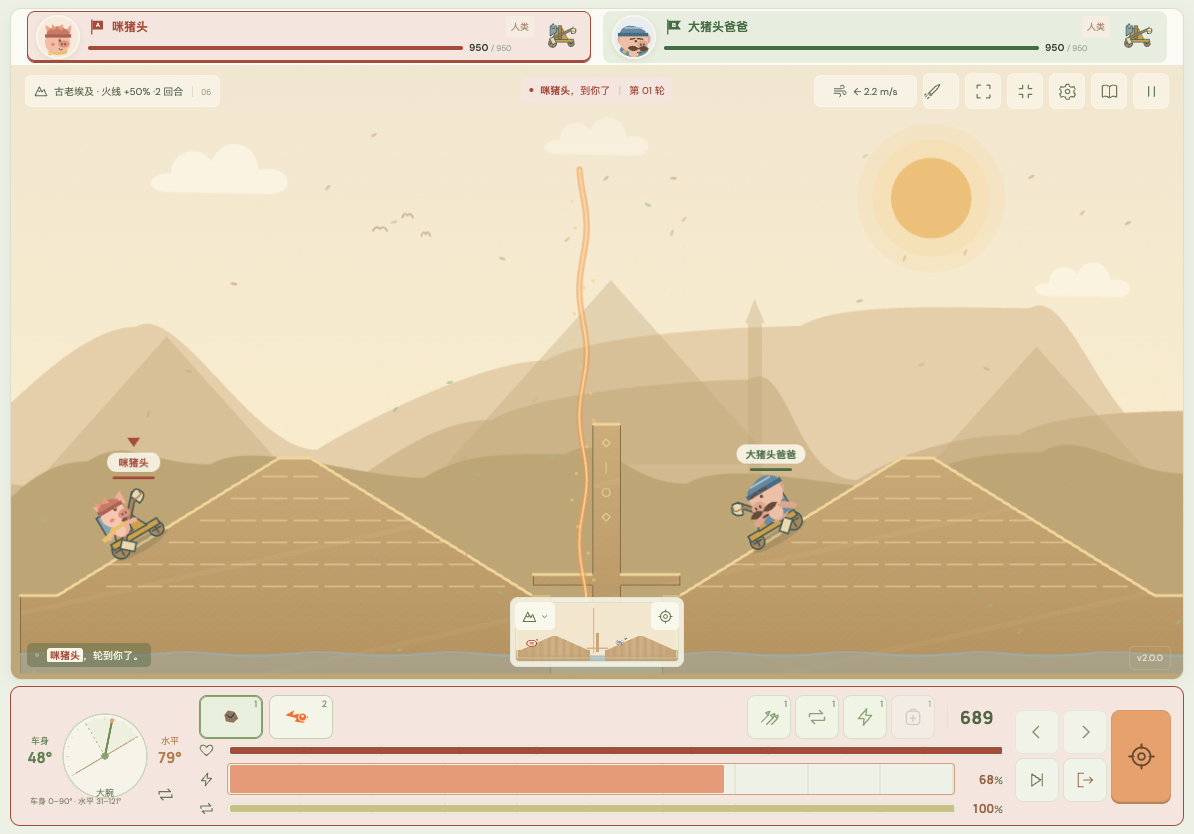 咪猪头
人类
950 / 950
大猪头爸爸
人类
950 / 950
古老埃及 · 火线 +50% ·2 回合 06
咪猪头，到你了 第 01 轮
← 2.2 m/s
咪猪头
大猪头爸爸
咪猪头，轮到你了。
v2.0.0
1
2
1
1
1
1
689
车身
48°
水平
79°
大腕
车身 0–90° · 水平 31–121°
68%
100%